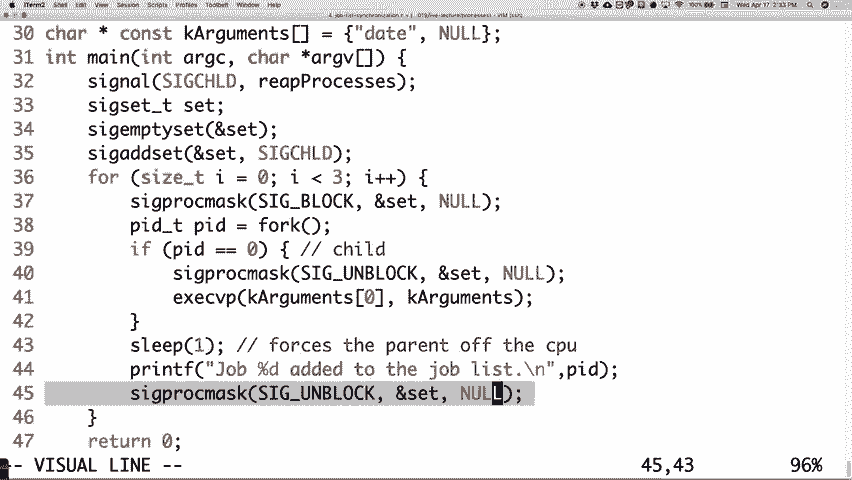 iTerm2 Shell Edit View Session Scripts Profiles Toolbelt Window Help 100% Wed Apr 17 2:33 PM
30 char * const kArguments[] = {"date", NULL};
31 int main(int argc, char *argv[]) {
32 signal(SIGCHLD, reapProcesses);
33 sigset_t set;
34 sigemptyset(&set);
35 sigaddset(&set, SIGCHLD);
36 for (size_t i = 0; i < 3; i++) {
37 sigprocmask(SIG_BLOCK, &set, NULL);
38 pid_t pid = fork();
39 if (pid == 0) { // child
40 sigprocmask(SIG_UNBLOCK, &set, NULL);
41 execvp(kArguments[0], kArguments);
42 }
43 sleep(1); // forces the parent off the cpu
44 printf("Job %d added to the job list.\n",pid);
45 sigprocmask(SIG_UNBLOCK, &set, NULL);
46 }
47 return 0;
-- VISUAL LINE -- 45,43 96%